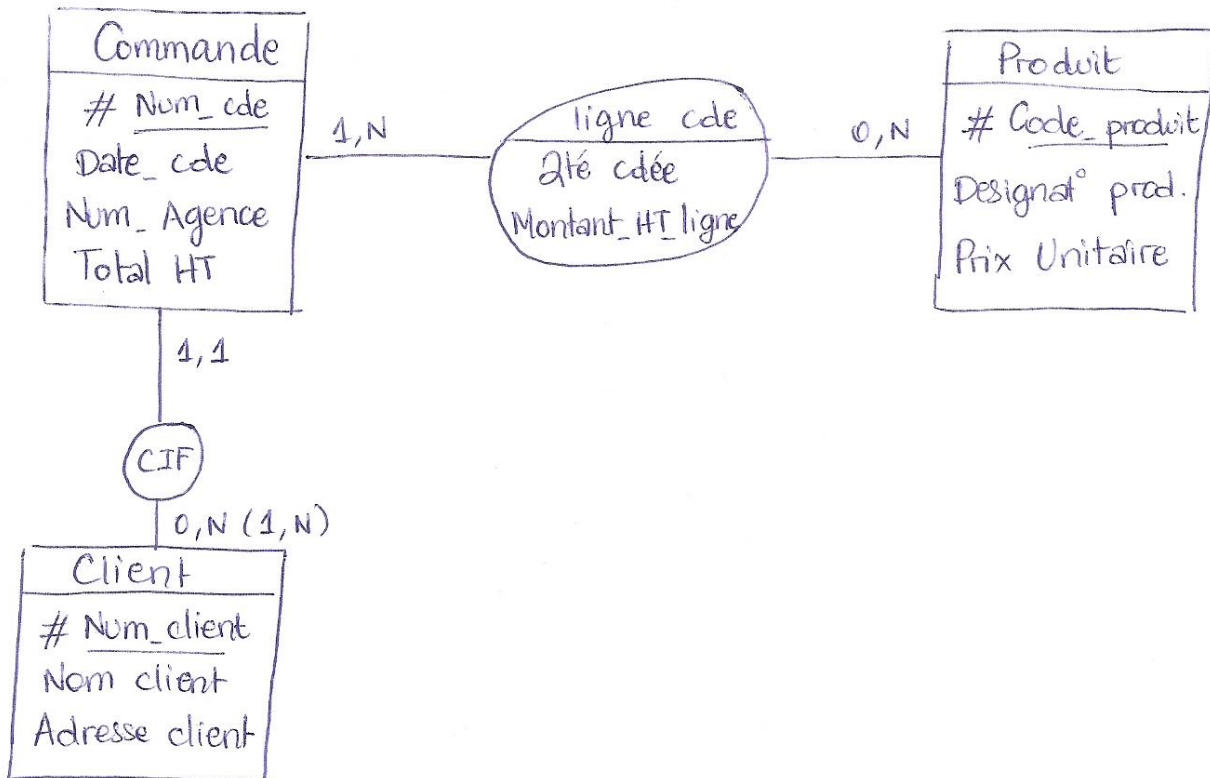 Commande
# Num_cde
Date_cde
Num_Agence
Total HT
1,N
ligne cde
Qté cdée
Montant_HT_ligne
0,N
Produit
# Code_produit
Designat° prod.
Prix Unitaire
1,1
CIF
0,N (1,N)
Client
# Num_client
Nom client
Adresse client